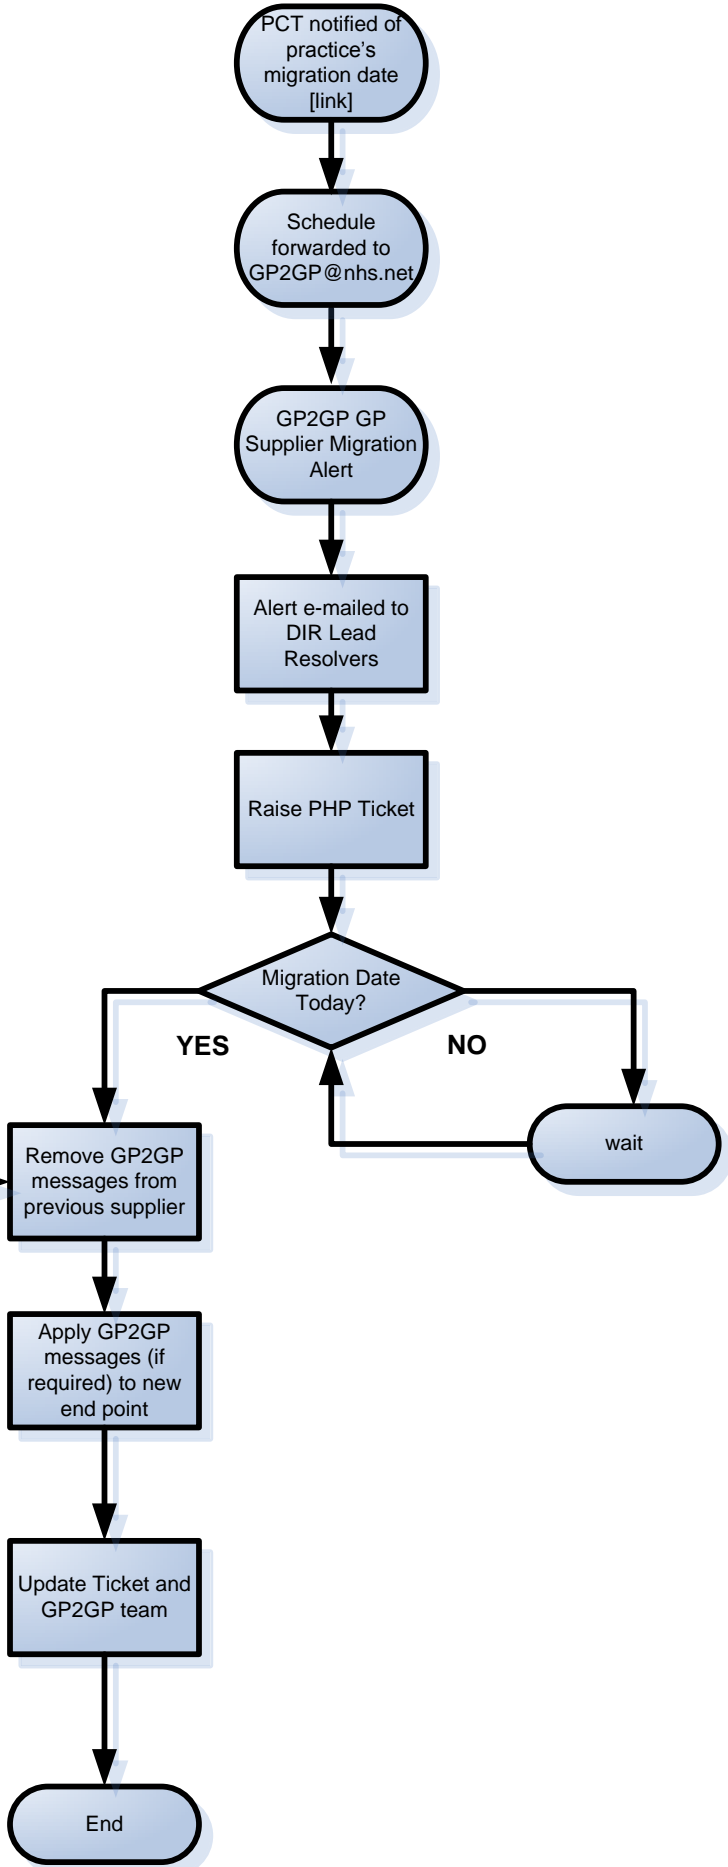 PCT notified of
practice’s
migration date
[link]
Schedule
forwarded to
GP2GP@nhs.net
GP2GP GP
Supplier Migration
Alert
Alert e-mailed to
DIR Lead
Resolvers
Raise PHP Ticket
Migration Date
Today?
YES
NO
wait
Remove GP2GP
messages from
previous supplier
Apply GP2GP
messages (if
required) to new
end point
Update Ticket and
GP2GP team
End